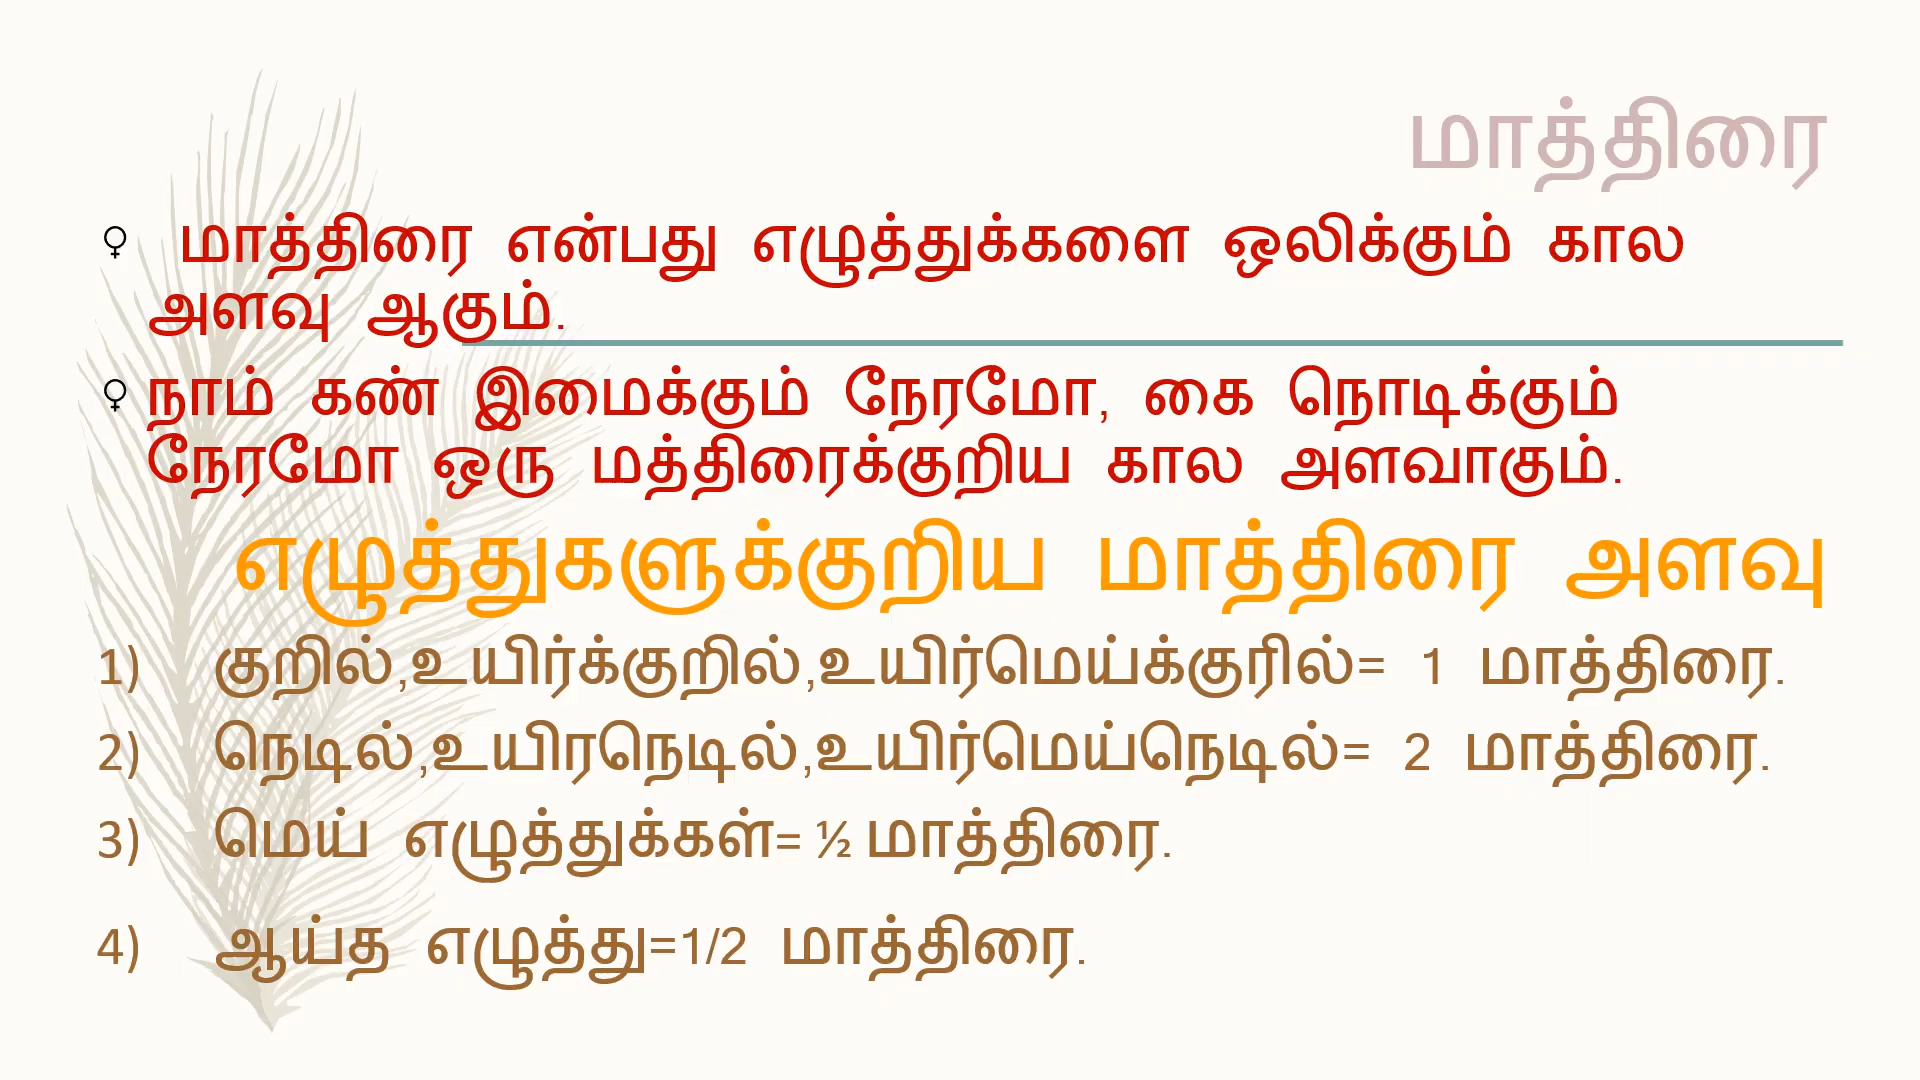 மாத்திரை
♀ மாத்திரை என்பது எழுத்துக்களை ஒலிக்கும் கால
அளவு ஆகும்.
♀ நாம் கண் இமைக்கும் நேரமோ, கை நொடிக்கும்
நேரமோ ஒரு மத்திரைக்குறிய கால அளவாகும்.
எழுத்துகளுக்குறிய மாத்திரை அளவு
1) குறில்,உயிர்க்குறில்,உயிர்மெய்க்குரில்= 1 மாத்திரை.
2) நெடில்,உயிரநெடில்,உயிர்மெய்நெடில்= 2 மாத்திரை.
3) மெய் எழுத்துக்கள்= ½ மாத்திரை.
4) ஆய்த எழுத்து=1/2 மாத்திரை.